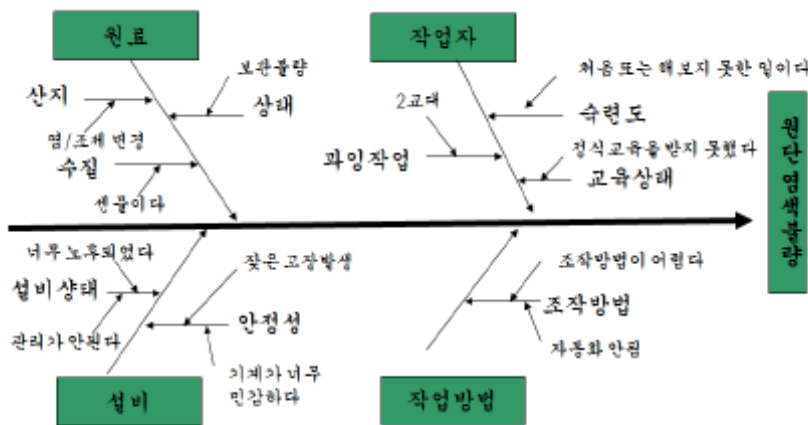 원료
작업자
보관불량
처음 또는 해보지 못한 일이다
산지
상태
2교대
숙련도
염/조제 변경
수질
과잉작업
정식교육을 받지 못했다
교육상태
센물이다
원단염색불량
너무 노후되었다
잦은 고장발생
조작방법이 어렵다
설비상태
안정성
조작방법
관리가 안된다
자동화 안됨
기계가 너무
민감하다
설비
작업방법